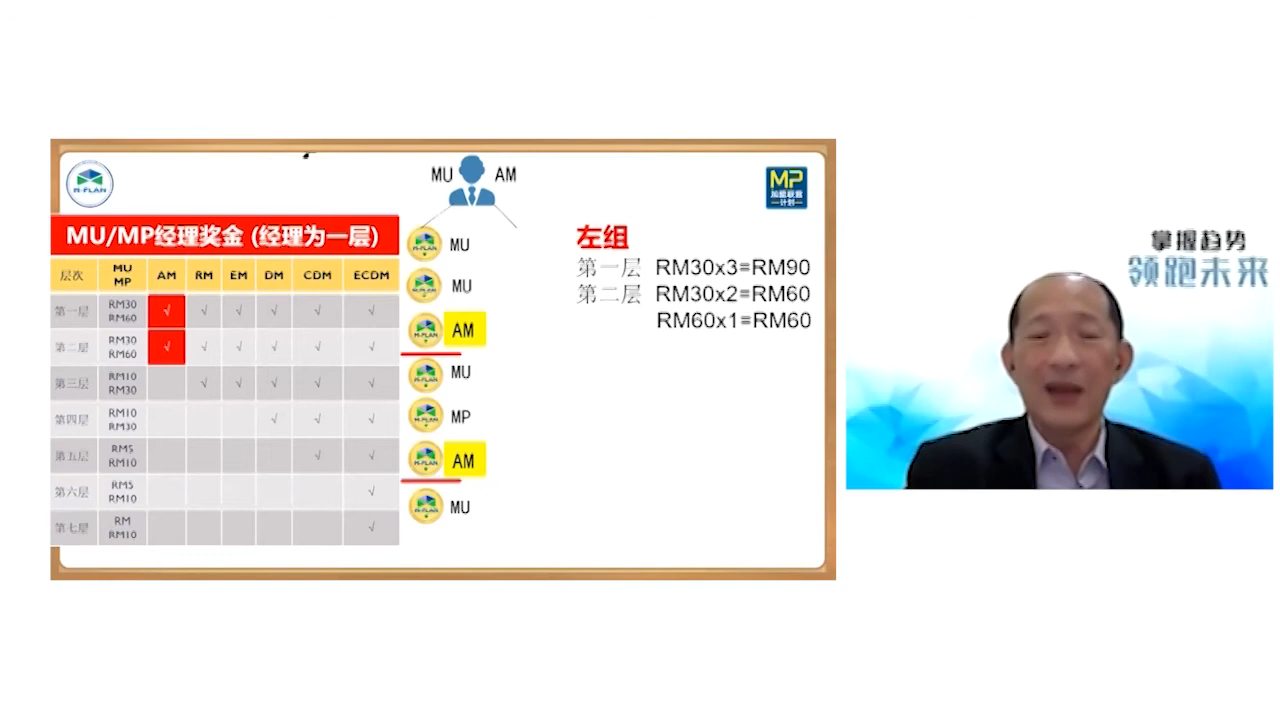 M-PLAN
MU/MP经理奖金 (经理为一层)
层次 MU MP AM RM EM DM CDM ECDM
第一层 RM30 RM60 √ √ √ √ √ √
第二层 RM30 RM60 √ √ √ √ √ √
第三层 RM10 RM30 √ √ √ √ √
第四层 RM10 RM30 √ √ √
第五层 RM5 RM10 √ √
第六层 RM5 RM10 √
第七层 RM RM10 √
MU AM
MU
MU
AM
MU
MP
AM
MU
左组
第一层 RM30x3=RM90
第二层 RM30x2=RM60
RM60x1=RM60
MP
加盟联营
计划
掌握趋势
领跑未来